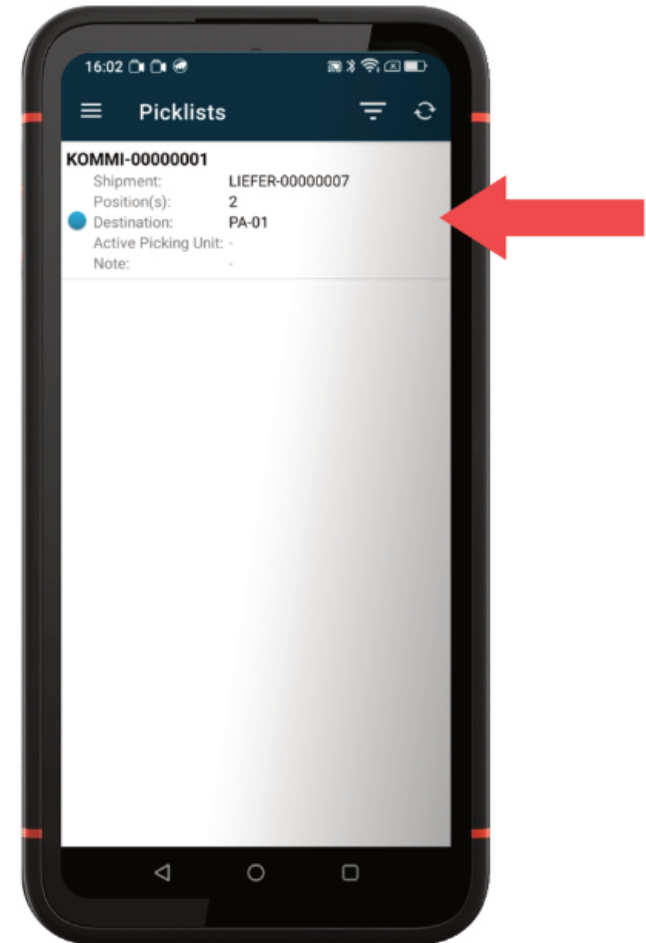 16:02
Picklists
KOMMI-00000001
Shipment: LIEFER-00000007
Position(s): 2
Destination: PA-01
Active Picking Unit: -
Note: -